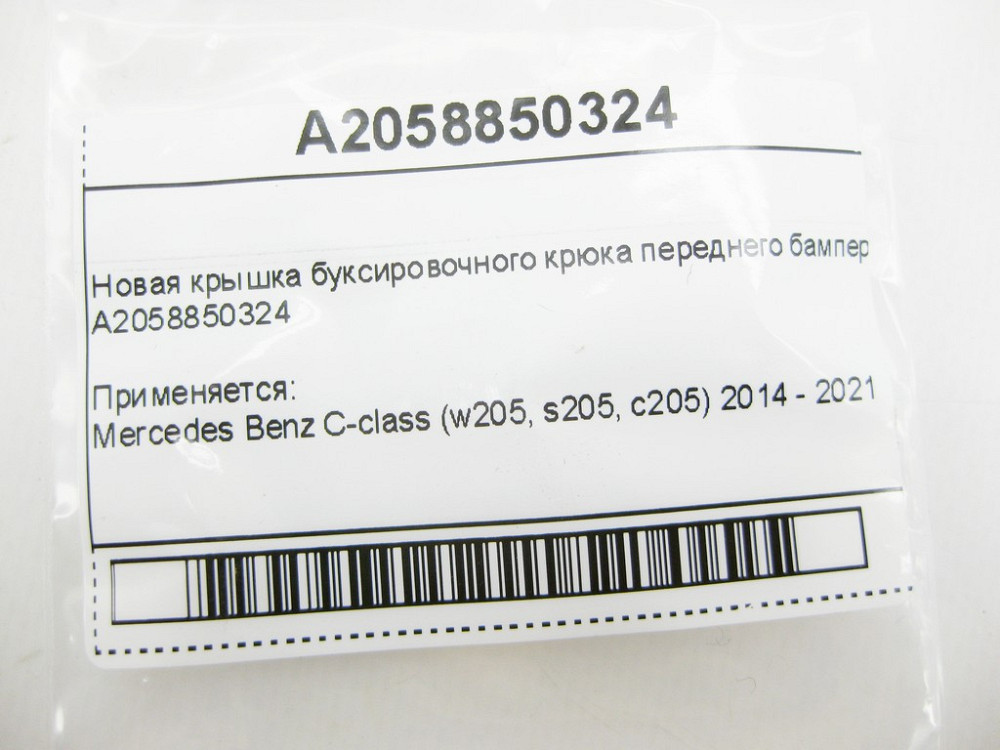 A2058850324
Новая крышка буксировочного крюка переднего бампер
A2058850324
Применяется:
Mercedes Benz C-class (w205, s205, c205) 2014 - 2021